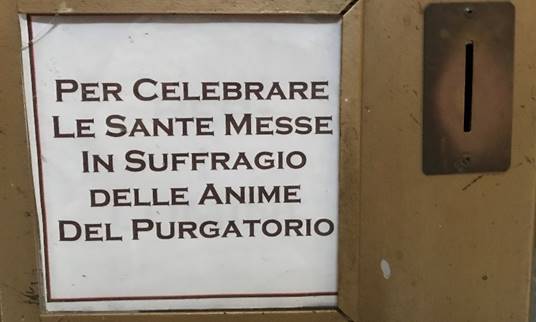 Per Celebrare
Le Sante Messe
In Suffragio
delle Anime
Del Purgatorio